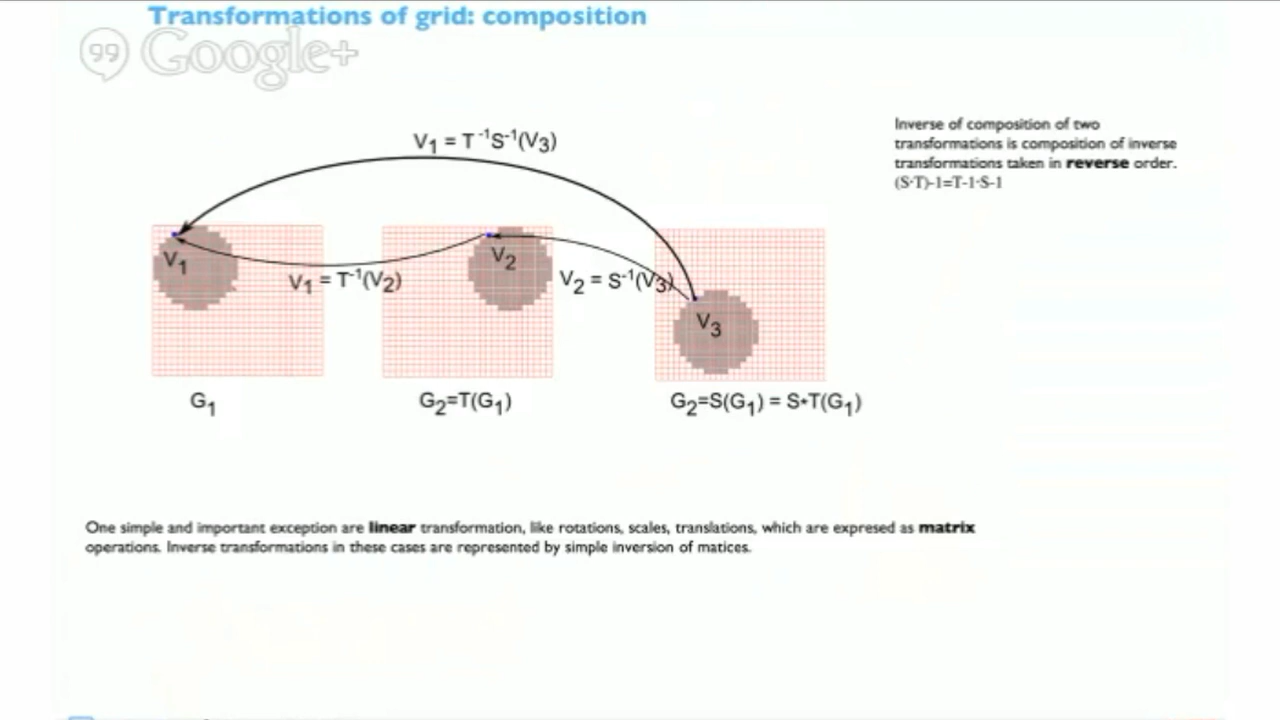 Transformations of grid: composition
Google+
V1 = T-1S-1(V3)
Inverse of composition of two
transformations is composition of inverse
transformations taken in reverse order.
(S·T)-1=T-1·S-1
V1
V1 = T-1(V2)
V2
V2 = S-1(V3)
V3
G1
G2=T(G1)
G2=S(G1) = S•T(G1)
One simple and important exception are linear transformation, like rotations, scales, translations, which are expresed as matrix
operations. Inverse transformations in these cases are represented by simple inversion of matices.